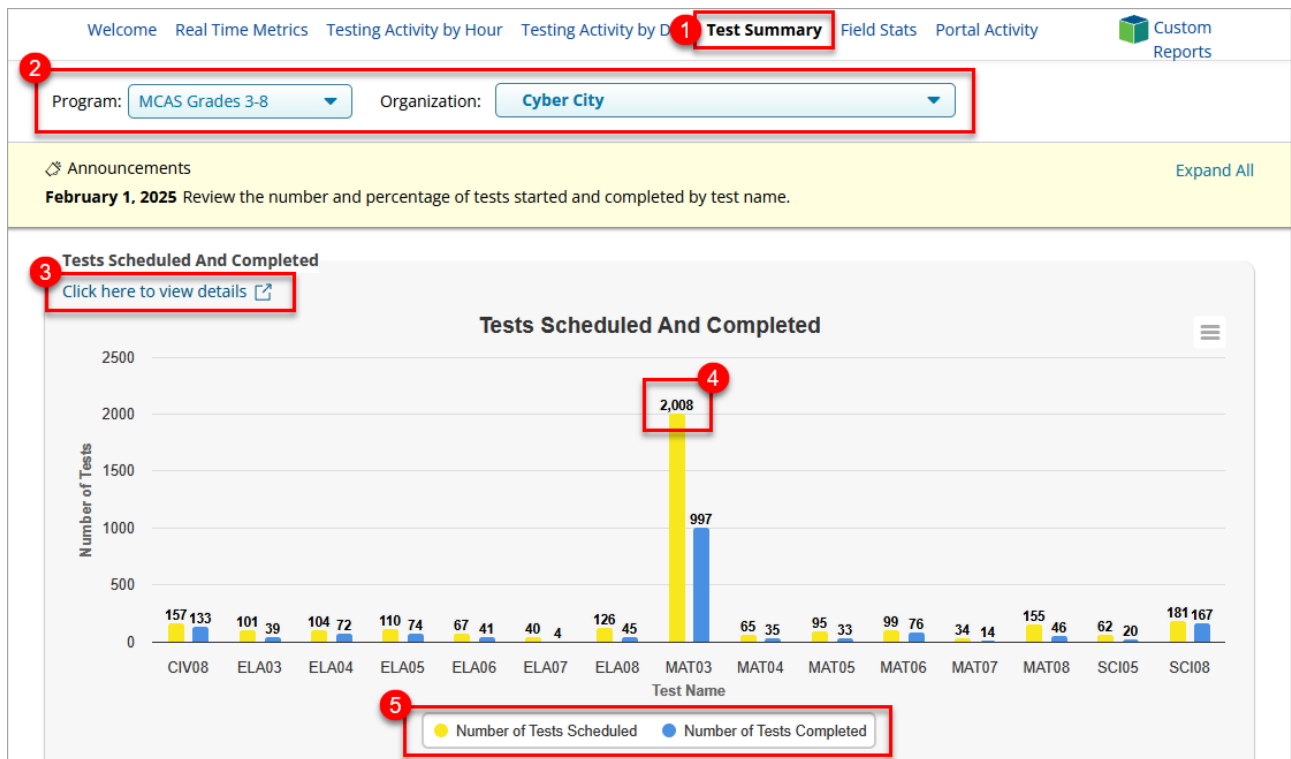 Welcome Real Time Metrics Testing Activity by Hour Testing Activity by D 1 Test Summary Field Stats Portal Activity Custom
Reports
2
Program: MCAS Grades 3-8 Organization: Cyber City
Announcements Expand All
February 1, 2025 Review the number and percentage of tests started and completed by test name.
Tests Scheduled And Completed
3
Click here to view details
Tests Scheduled And Completed
2500
4
2,008
2000
1500
Number of Tests
997
1000
500
157 133 101 39 104 72 110 74 67 41 40 4 126 45 65 35 95 33 99 76 34 14 155 46 62 20 181 167
0
CIV08 ELA03 ELA04 ELA05 ELA06 ELA07 ELA08 MAT03 MAT04 MAT05 MAT06 MAT07 MAT08 SCI05 SCI08
Test Name
5
Number of Tests Scheduled Number of Tests Completed